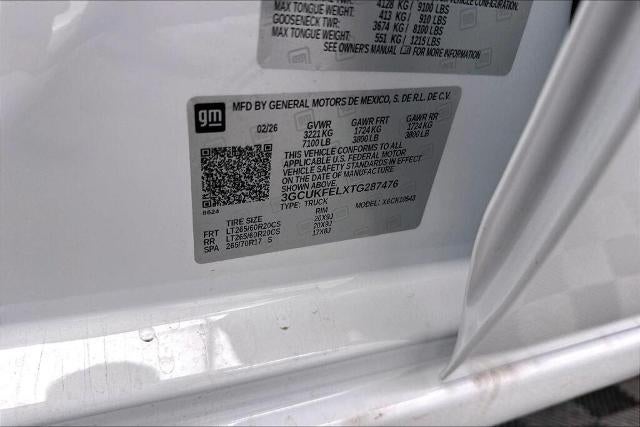 4128 KG / 9100 LBS
MAX TONGUE WEIGHT: 413 KG / 910 LBS
GOOSENECK TWR: 3674 KG / 8100 LBS
MAX TONGUE WEIGHT: 551 KG / 1215 LBS
SEE OWNER'S MANUAL FOR MORE INFORMATION
gm MFD BY GENERAL MOTORS DE MEXICO, S. DE R.L. DE C.V.
02/26 GVWR GAWR FRT GAWR RR
3221 KG 1724 KG 1724 KG
7100 LB 3800 LB 3800 LB
THIS VEHICLE CONFORMS TO ALL
APPLICABLE U.S. FEDERAL MOTOR
VEHICLE SAFETY STANDARDS IN EFFECT
ON THE DATE OF MANUFACTURE
SHOWN ABOVE.
3GCUKFELXTG287476
TYPE: TRUCK MODEL:
8624
TIRE SIZE RIM
FRT LT265/60R20CS 20X9J
RR LT265/60R20CS 20X9J
SPA 265/70R17 S 17X8J